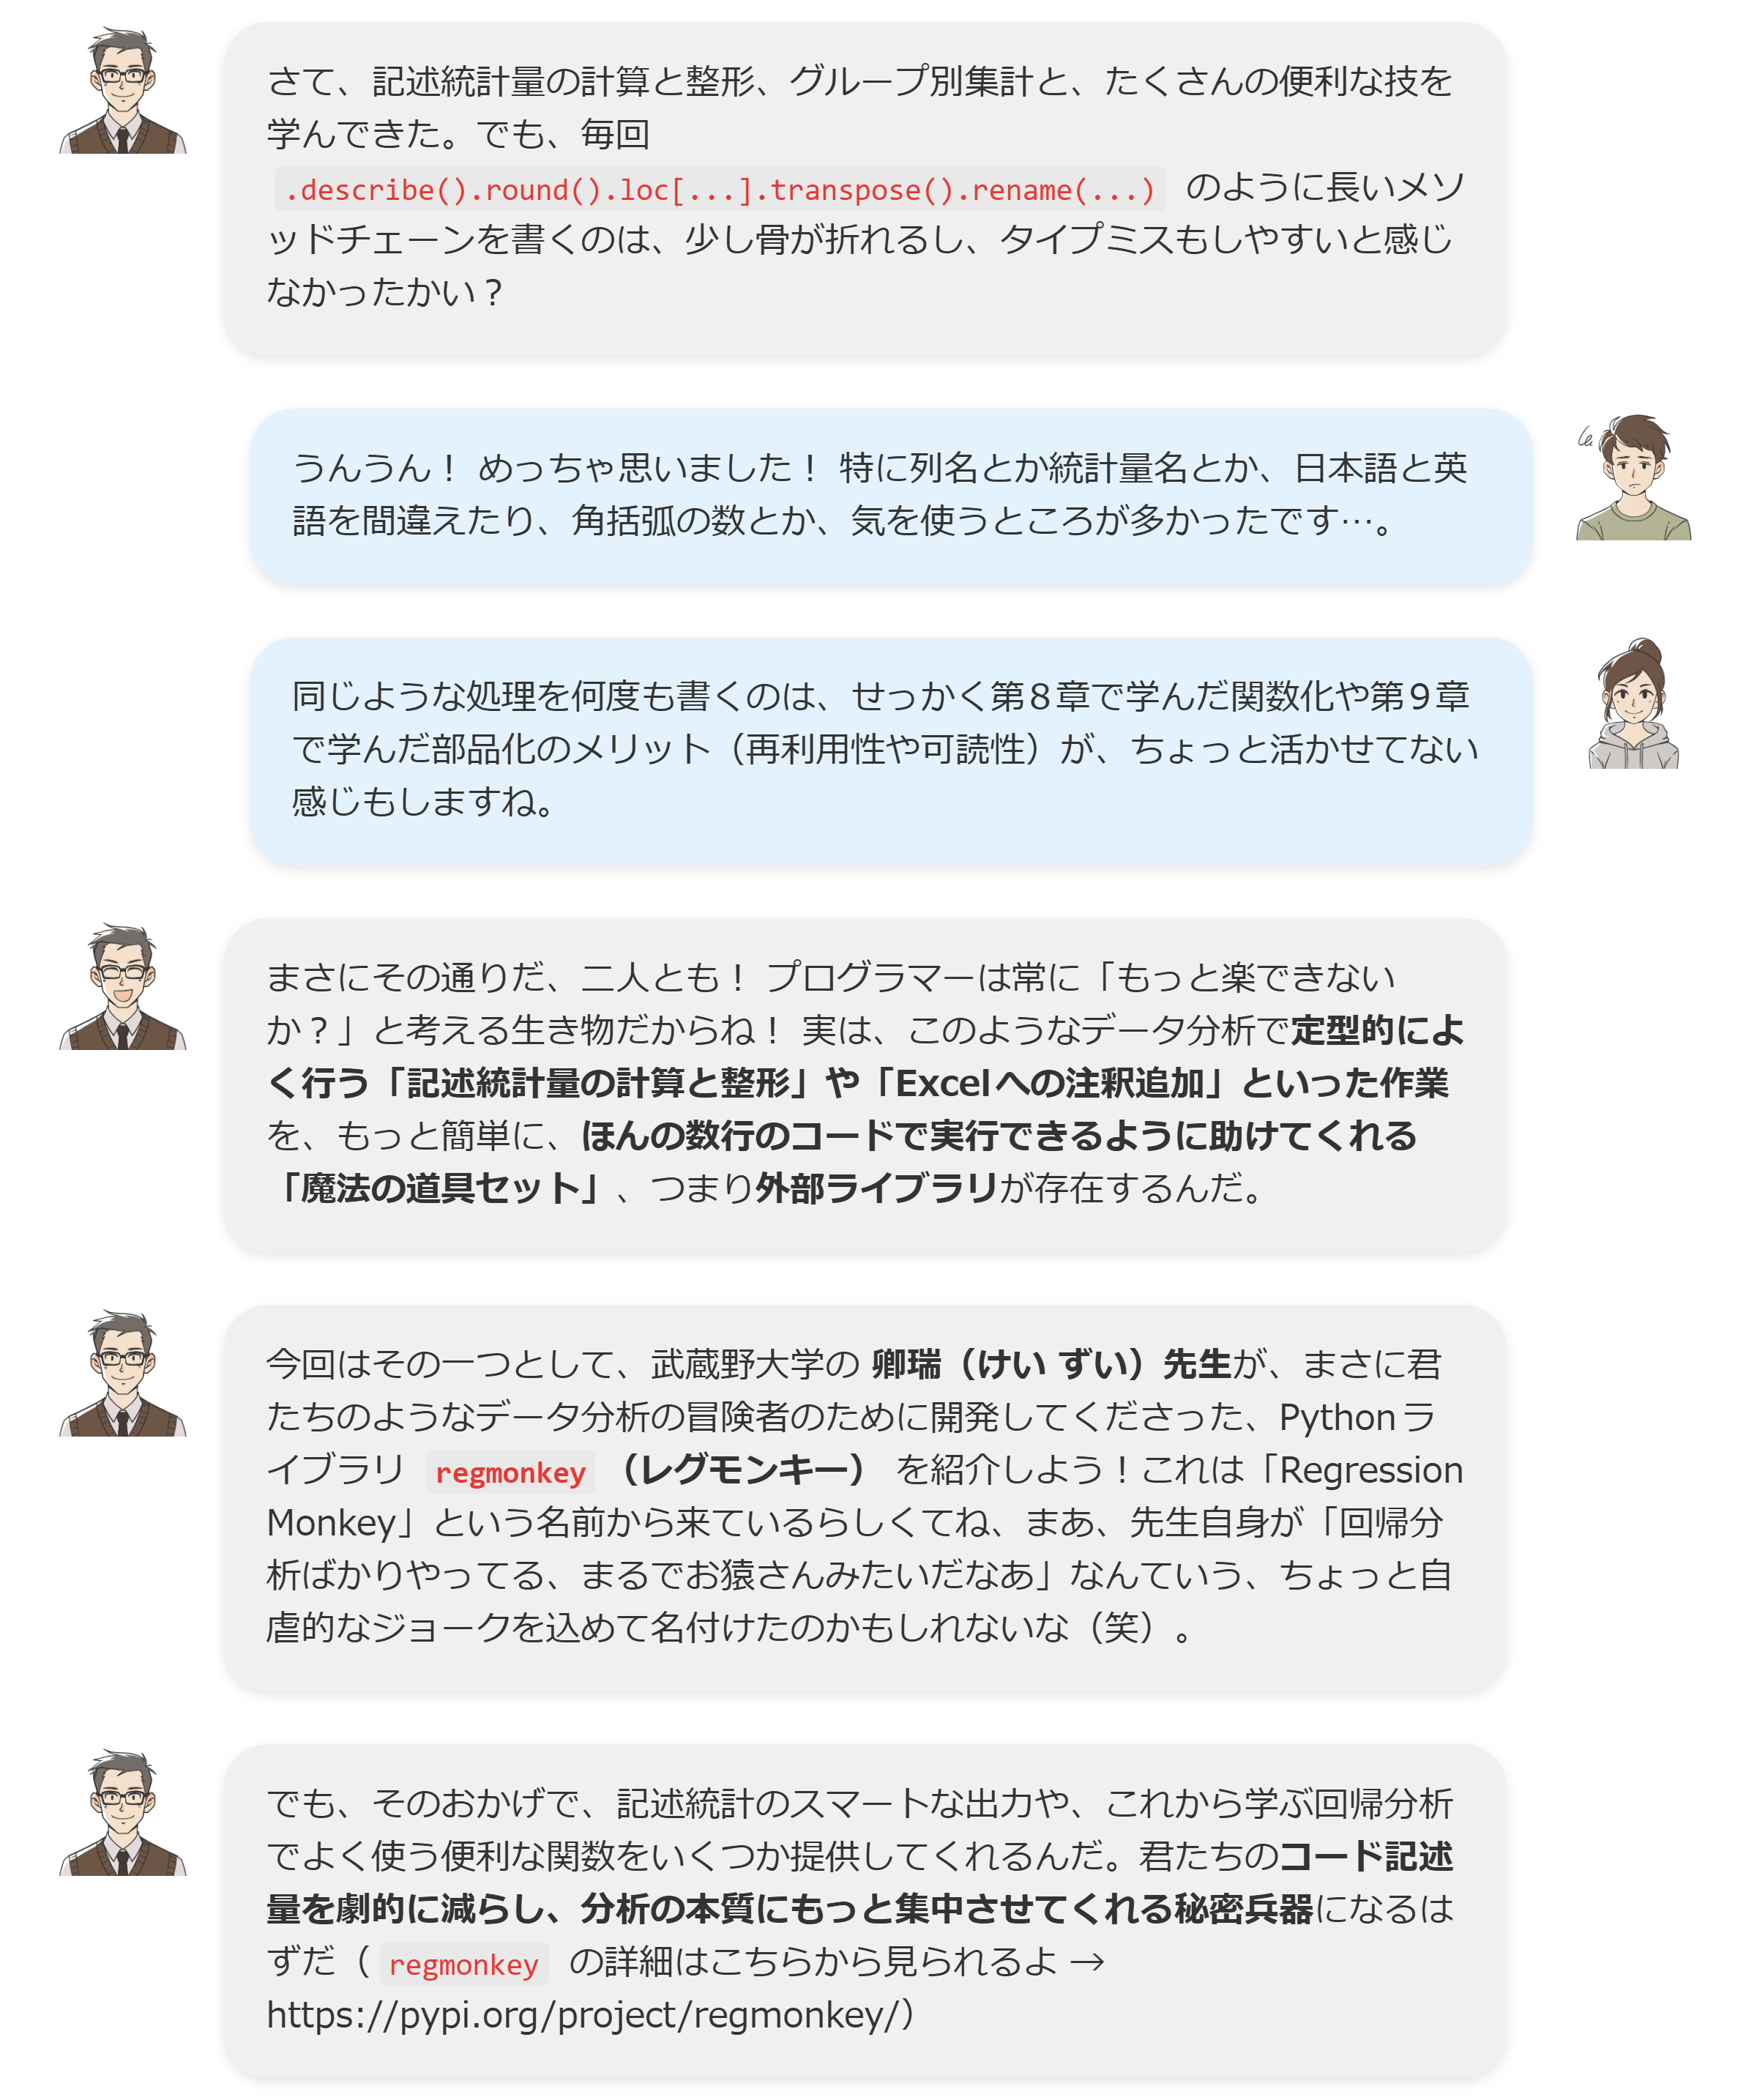 さて、記述統計量の計算と整形、グループ別集計と、たくさんの便利な技を
学んできた。でも、毎回
.describe().round().loc[...].transpose().rename(...) のように長いメソ
ッドチェーンを書くのは、少し骨が折れるし、タイプミスもしやすいと感じ
なかったかい？
うんうん！ めっちゃ思いました！ 特に列名とか統計量名とか、日本語と英
語を間違えたり、角括弧の数とか、気を使うところが多かったです…。
同じような処理を何度も書くのは、せっかく第８章で学んだ関数化や第９章
で学んだ部品化のメリット（再利用性や可読性）が、ちょっと活かせてない
感じもしますね。
まさにその通りだ、二人とも！ プログラマーは常に「もっと楽できない
か？」と考える生き物だからね！ 実は、このようなデータ分析で定型的によ
く行う「記述統計量の計算と整形」や「Excelへの注釈追加」といった作業
を、もっと簡単に、ほんの数行のコードで実行できるように助けてくれる
「魔法の道具セット」、つまり外部ライブラリが存在するんだ。
今回はその一つとして、武蔵野大学の 卿瑞（けい ずい）先生が、まさに君
たちのようなデータ分析の冒険者のために開発してくださった、Pythonラ
イブラリ regmonkey（レグモンキー） を紹介しよう！これは「Regression
Monkey」という名前から来ているらしくてね、まあ、先生自身が「回帰分
析ばかりやってる、まるでお猿さんみたいだなあ」なんていう、ちょっと自
虐的なジョークを込めて名付けたのかもしれないな（笑）。
でも、そのおかげで、記述統計のスマートな出力や、これから学ぶ回帰分析
でよく使う便利な関数をいくつか提供してくれるんだ。君たちのコード記述
量を劇的に減らし、分析の本質にもっと集中させてくれる秘密兵器になるは
ずだ（ regmonkey の詳細はこちらから見られるよ →
https://pypi.org/project/regmonkey/）